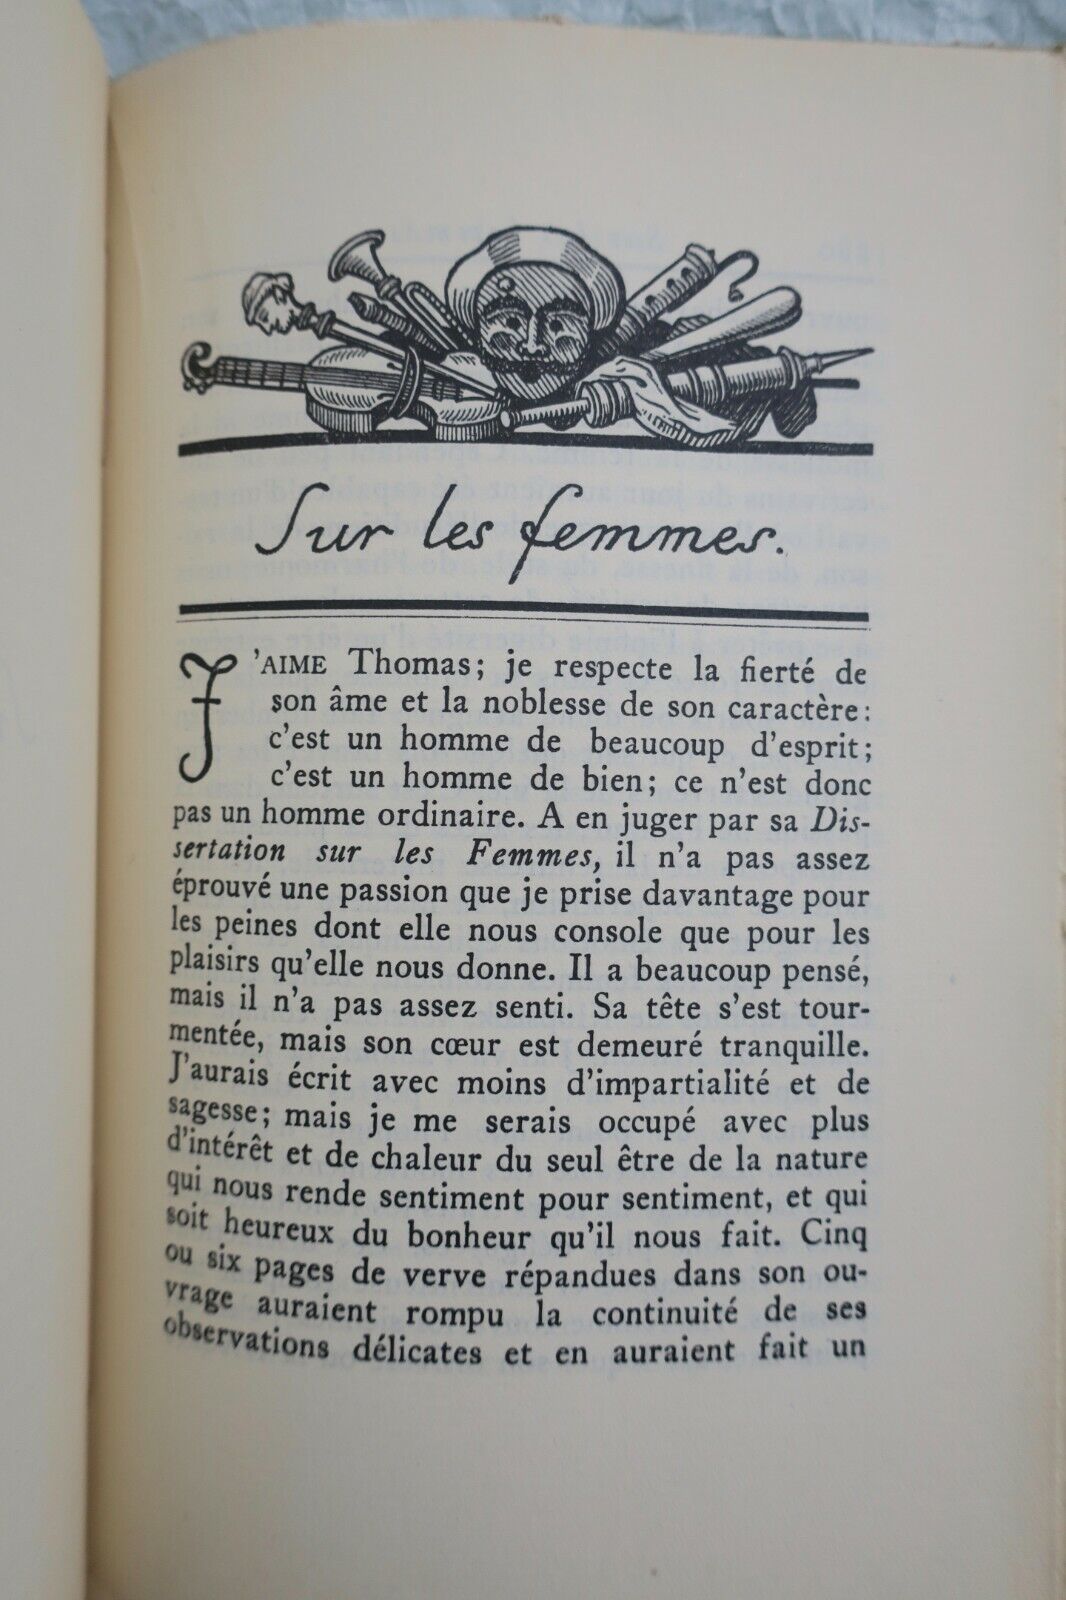 Sur les femmes.
J'AIME Thomas; je respecte la fierté de
son âme et la noblesse de son caractère:
c'est un homme de beaucoup d'esprit;
c'est un homme de bien; ce n'est donc
pas un homme ordinaire. A en juger par sa Dis-
sertation sur les Femmes, il n'a pas assez
éprouvé une passion que je prise davantage pour
les peines dont elle nous console que pour les
plaisirs qu'elle nous donne. Il a beaucoup pensé,
mais il n'a pas assez senti. Sa tête s'est tour-
mentée, mais son cœur est demeuré tranquille.
J'aurais écrit avec moins d'impartialité et de
sagesse; mais je me serais occupé avec plus
d'intérêt et de chaleur du seul être de la nature
qui nous rende sentiment pour sentiment, et qui
soit heureux du bonheur qu'il nous fait. Cinq
ou six pages de verve répandues dans son ou-
vrage auraient rompu la continuité de ses
observations délicates et en auraient fait un